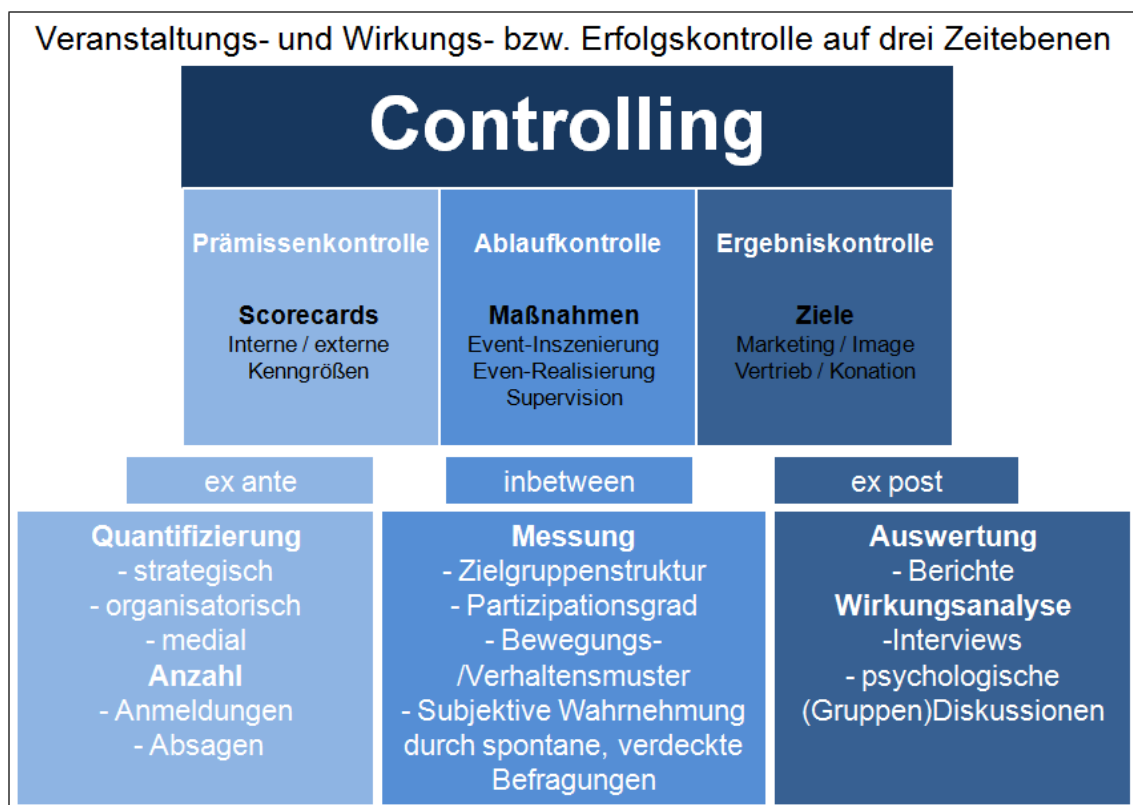 Veranstaltungs- und Wirkungs- bzw. Erfolgskontrolle auf drei Zeitebenen
Controlling
Prämissenkontrolle
Scorecards
Interne / externe
Kenngrößen
Ablaufkontrolle
Maßnahmen
Event-Inszenierung
Even-Realisierung
Supervision
Ergebniskontrolle
Ziele
Marketing / Image
Vertrieb / Konation
ex ante
Quantifizierung
- strategisch
- organisatorisch
- medial
Anzahl
- Anmeldungen
- Absagen
inbetween
Messung
- Zielgruppenstruktur
- Partizipationsgrad
- Bewegungs-
/Verhaltensmuster
- Subjektive Wahrnehmung
durch spontane, verdeckte
Befragungen
ex post
Auswertung
- Berichte
Wirkungsanalyse
-Interviews
- psychologische
(Gruppen)Diskussionen